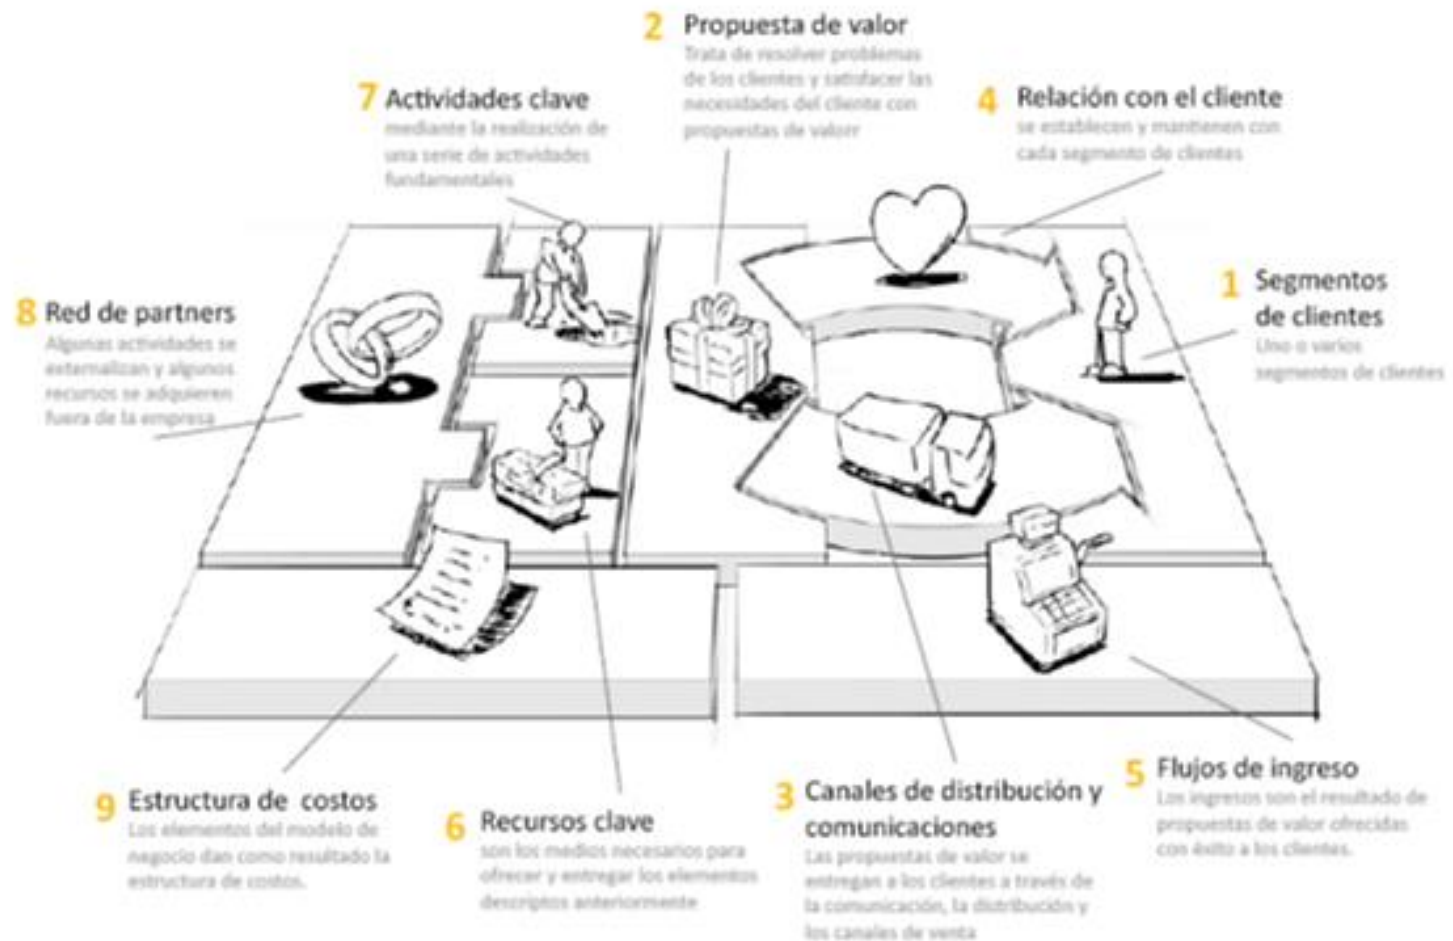 2 Propuesta de valor
Trata de resolver problemas
de los clientes y satisfacer las
necesidades del cliente con
propuestas de valorr
7 Actividades clave
mediante la realización de
una serie de actividades
fundamentales
4 Relación con el cliente
se establecen y mantienen con
cada segmento de clientes
8 Red de partners
Algunas actividades se
externalizan y algunos
recursos se adquieren
fuera de la empresa
1 Segmentos
de clientes
Uno o varios
segmentos de clientes
9 Estructura de costos
Los elementos del modelo de
negocio dan como resultado la
estructura de costos.
6 Recursos clave
son los medios necesarios para
ofrecer y entregar los elementos
descriptos anteriormente
3 Canales de distribución y
comunicaciones
Las propuestas de valor se
entregan a los clientes a través de
la comunicación, la distribución y
los canales de venta
5 Flujos de ingreso
Los ingresos son el resultado de
propuestas de valor ofrecidas
con éxito a los clientes.